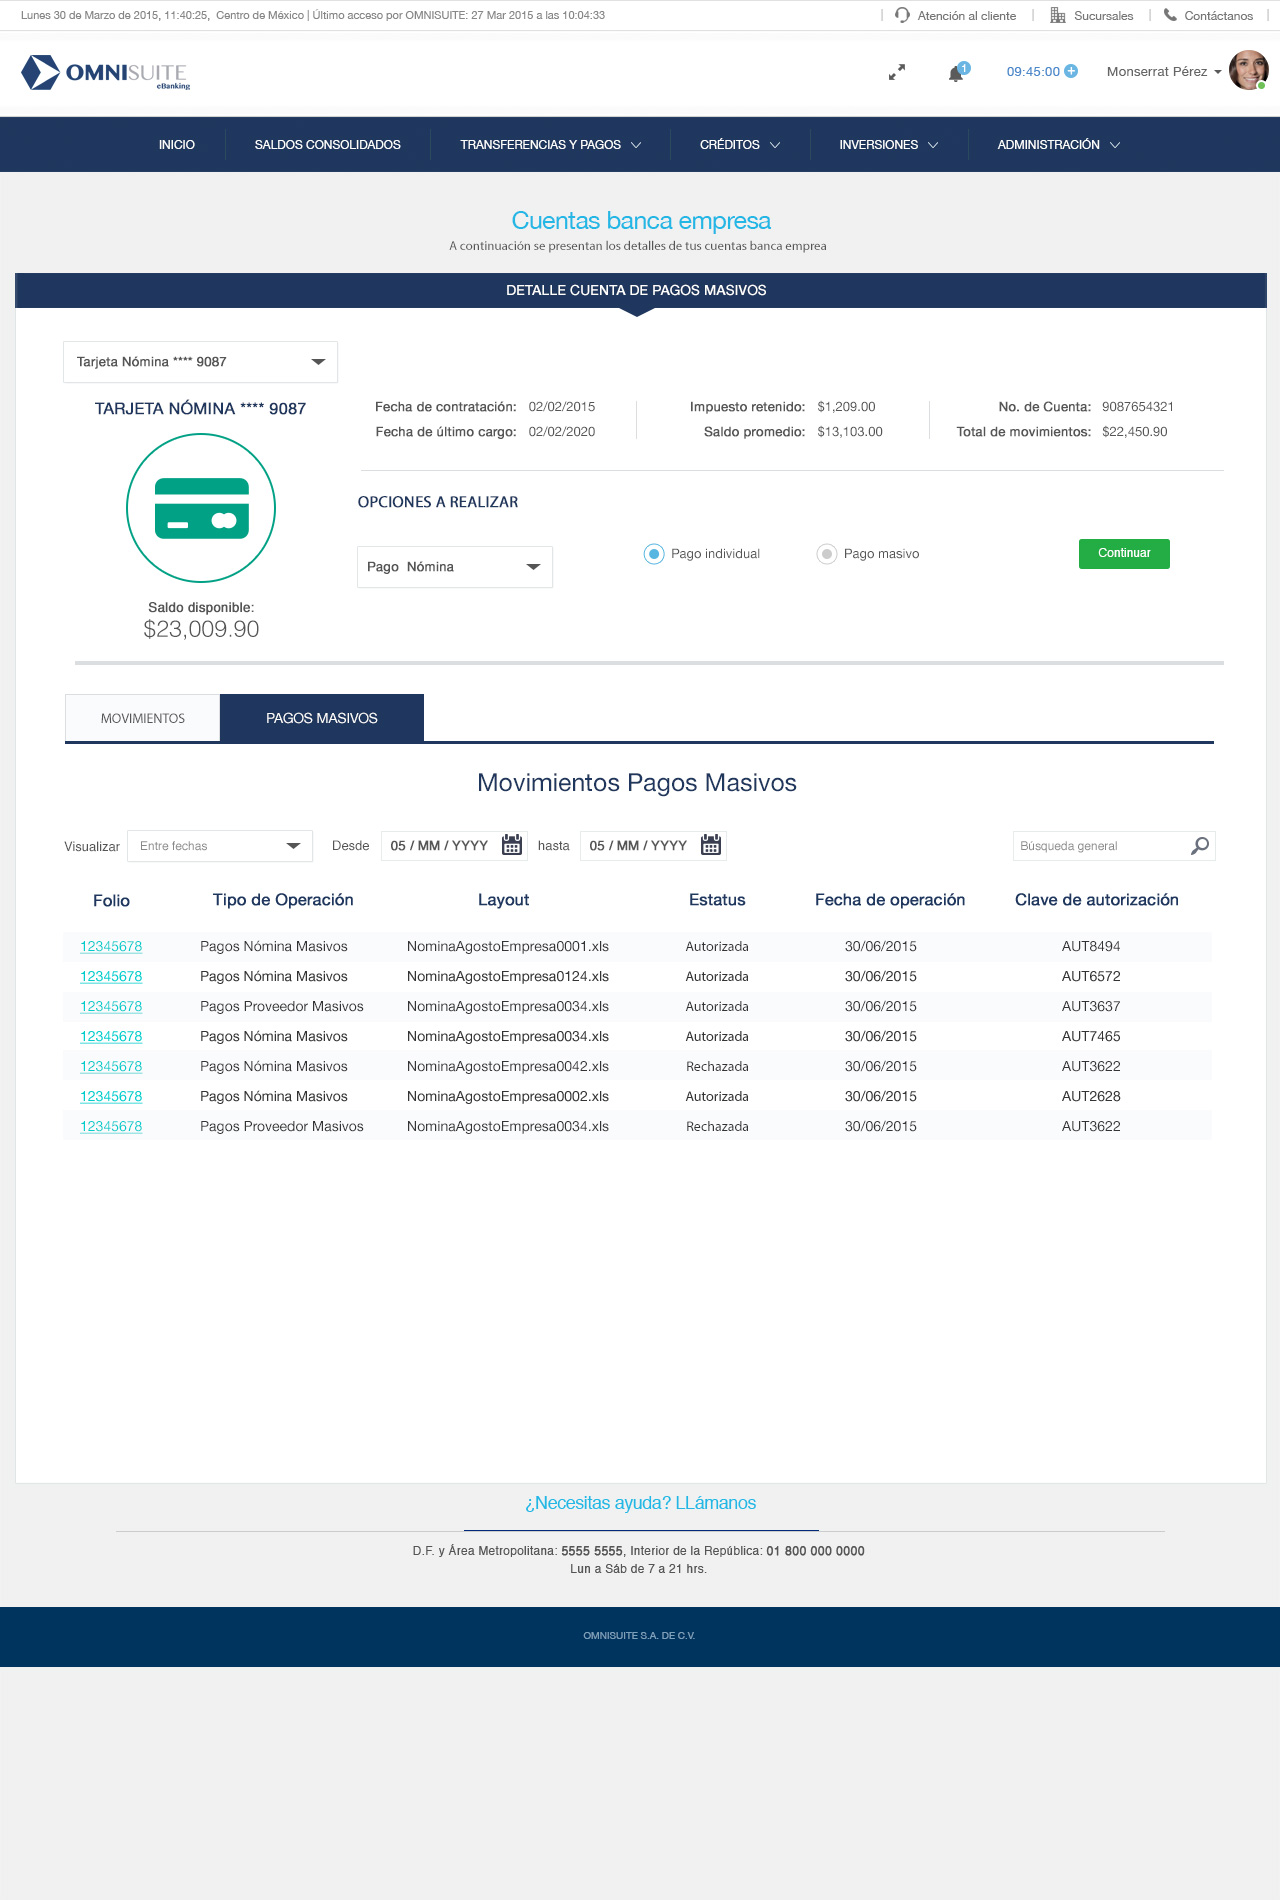 Lunes 30 de Marzo de 2015, 11:40:25,  Centro de México | Último acceso por OMNISUITE: 27 Mar 2015 a las 10:04:33
| Atención al cliente | Sucursales | Contáctanos |
OMNISUITE
eBanking
1
09:45:00
Monserrat Pérez
INICIO
SALDOS CONSOLIDADOS
TRANSFERENCIAS Y PAGOS
CRÉDITOS
INVERSIONES
ADMINISTRACIÓN
Cuentas banca empresa
A continuación se presentan los detalles de tus cuentas banca emprea
DETALLE CUENTA DE PAGOS MASIVOS
Tarjeta Nómina **** 9087
TARJETA NÓMINA **** 9087
Saldo disponible:
$23,009.90
Fecha de contratación: 02/02/2015
Fecha de último cargo: 02/02/2020
Impuesto retenido: $1,209.00
Saldo promedio: $13,103.00
No. de Cuenta: 9087654321
Total de movimientos: $22,450.90
OPCIONES A REALIZAR
Pago  Nómina
Pago individual
Pago masivo
Continuar
MOVIMIENTOS
PAGOS MASIVOS
Movimientos Pagos Masivos
Visualizar Entre fechas Desde 05 / MM / YYYY hasta 05 / MM / YYYY Búsqueda general
Folio Tipo de Operación Layout Estatus Fecha de operación Clave de autorización
12345678 Pagos Nómina Masivos NominaAgostoEmpresa0001.xls Autorizada 30/06/2015 AUT8494
12345678 Pagos Nómina Masivos NominaAgostoEmpresa0124.xls Autorizada 30/06/2015 AUT6572
12345678 Pagos Proveedor Masivos NominaAgostoEmpresa0034.xls Autorizada 30/06/2015 AUT3637
12345678 Pagos Nómina Masivos NominaAgostoEmpresa0034.xls Autorizada 30/06/2015 AUT7465
12345678 Pagos Nómina Masivos NominaAgostoEmpresa0042.xls Rechazada 30/06/2015 AUT3622
12345678 Pagos Nómina Masivos NominaAgostoEmpresa0002.xls Autorizada 30/06/2015 AUT2628
12345678 Pagos Proveedor Masivos NominaAgostoEmpresa0034.xls Rechazada 30/06/2015 AUT3622
¿Necesitas ayuda? LLámanos
D.F. y Área Metropolitana: 5555 5555, Interior de la República: 01 800 000 0000
Lun a Sáb de 7 a 21 hrs.
OMNISUITE S.A. DE C.V.